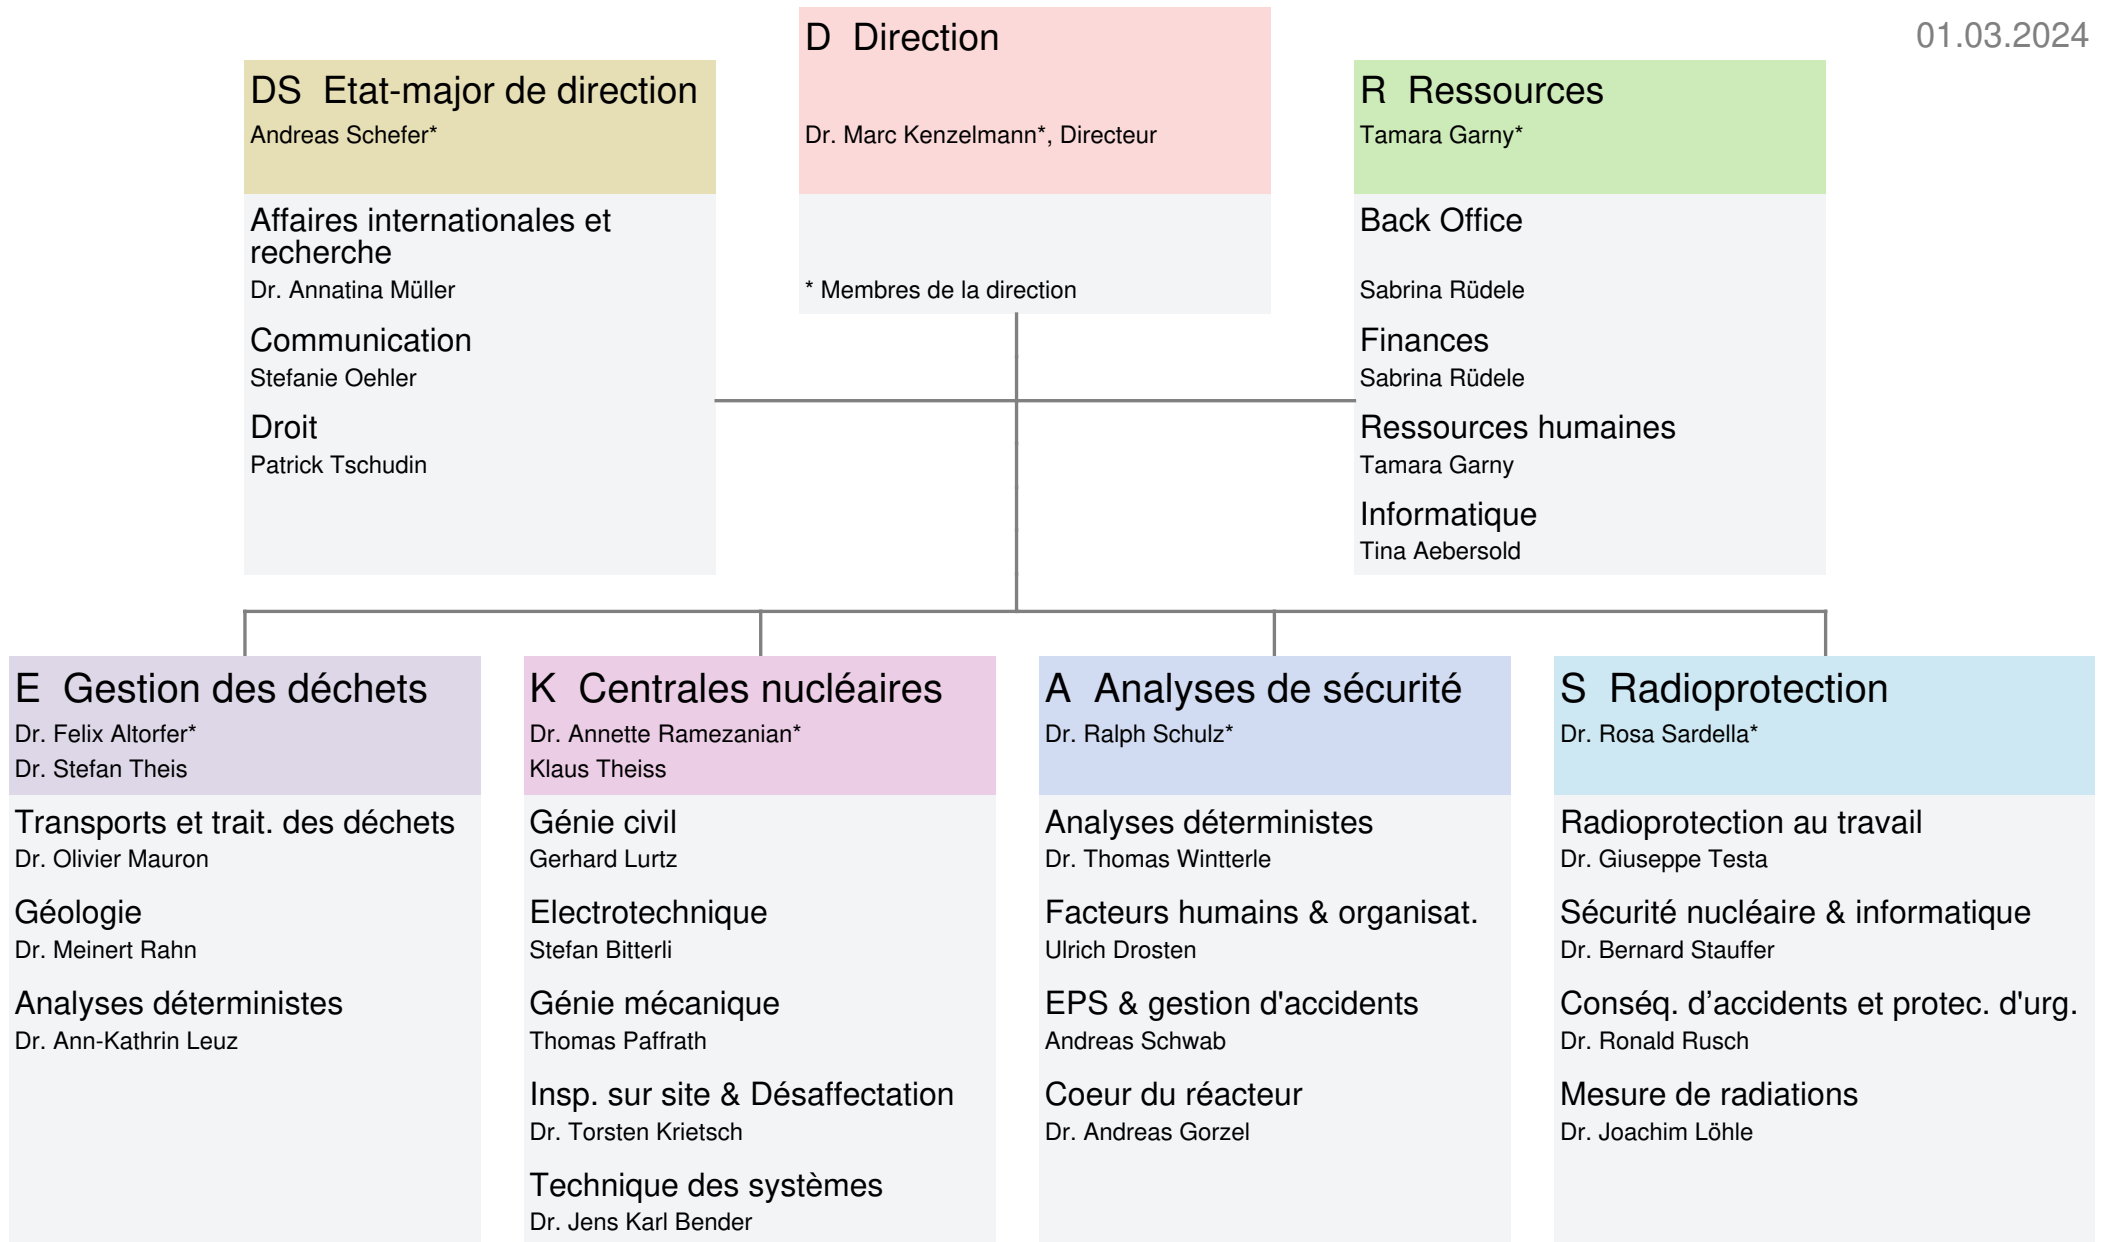 01.03.2024
D Direction
Dr. Marc Kenzelmann*, Directeur
* Membres de la direction
DS Etat-major de direction
Andreas Schefer*
Affaires internationales et
recherche
Dr. Annatina Müller
Communication
Stefanie Oehler
Droit
Patrick Tschudin
R Ressources
Tamara Garny*
Back Office
Sabrina Rüdele
Finances
Sabrina Rüdele
Ressources humaines
Tamara Garny
Informatique
Tina Aebersold
E Gestion des déchets
Dr. Felix Altorfer*
Dr. Stefan Theis
Transports et trait. des déchets
Dr. Olivier Mauron
Géologie
Dr. Meinert Rahn
Analyses déterministes
Dr. Ann-Kathrin Leuz
K Centrales nucléaires
Dr. Annette Ramezanian*
Klaus Theiss
Génie civil
Gerhard Lurtz
Electrotechnique
Stefan Bitterli
Génie mécanique
Thomas Paffrath
Insp. sur site & Désaffectation
Dr. Torsten Krietsch
Technique des systèmes
Dr. Jens Karl Bender
A Analyses de sécurité
Dr. Ralph Schulz*
Analyses déterministes
Dr. Thomas Wintterle
Facteurs humains & organisat.
Ulrich Drosten
EPS & gestion d'accidents
Andreas Schwab
Coeur du réacteur
Dr. Andreas Gorzel
S Radioprotection
Dr. Rosa Sardella*
Radioprotection au travail
Dr. Giuseppe Testa
Sécurité nucléaire & informatique
Dr. Bernard Stauffer
Conséq. d’accidents et protec. d'urg.
Dr. Ronald Rusch
Mesure de radiations
Dr. Joachim Löhle